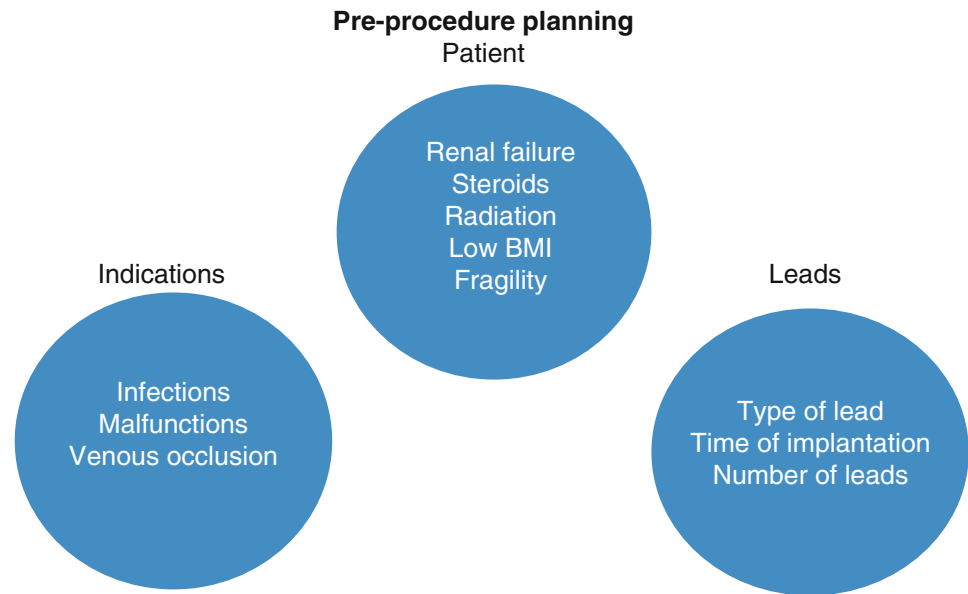 Pre-procedure planning
Patient
Renal failure
Steroids
Radiation
Low BMI
Fragility
Indications
Infections
Malfunctions
Venous occlusion
Leads
Type of lead
Time of implantation
Number of leads